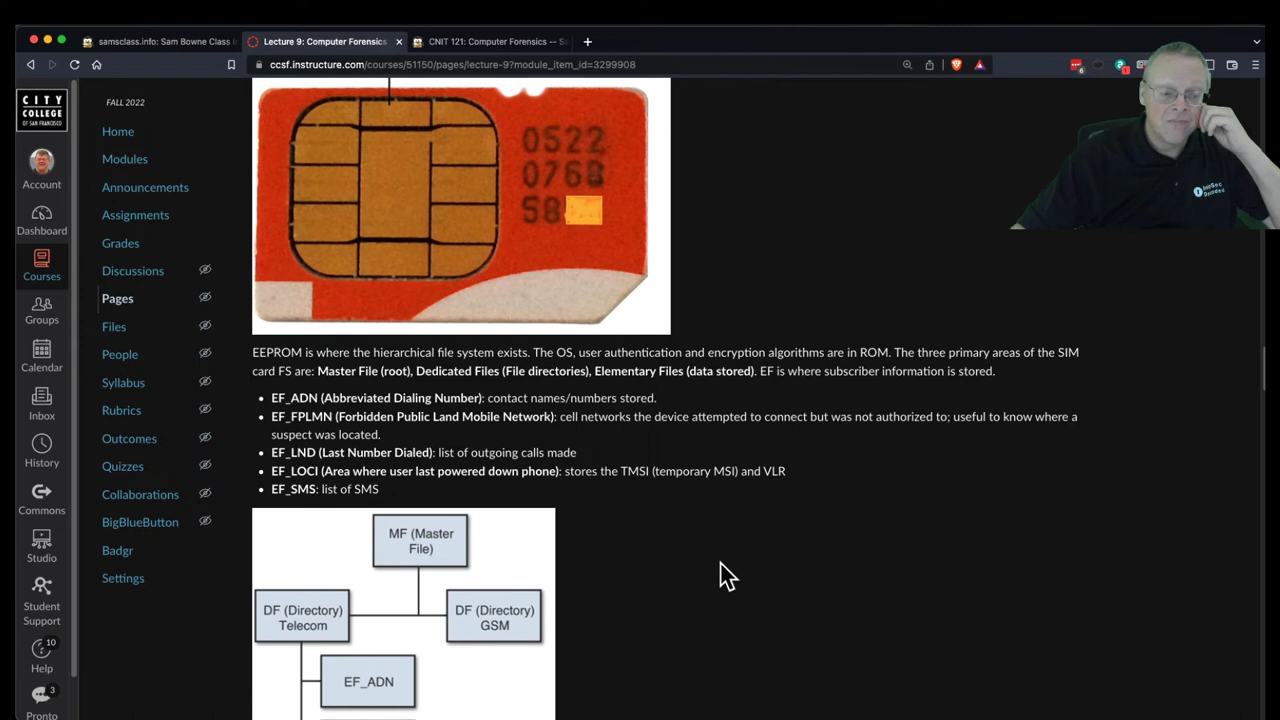 samsclass.info: Sam Bowne Class I
Lecture 9: Computer Forensics
CNIT 121: Computer Forensics -- Sa
ccsf.instructure.com/courses/51150/pages/lecture-9?module_item_id=3299908
CITY
COLLEGE
OF SAN FRANCISCO
Account
Dashboard
Courses
Groups
Calendar
Inbox
History
Commons
Studio
Student
Support
10
Help
3
Pronto
FALL 2022
Home
Modules
Announcements
Assignments
Grades
Discussions
Pages
Files
People
Syllabus
Rubrics
Outcomes
Quizzes
Collaborations
BigBlueButton
Badgr
Settings
0522
0768
58
EEPROM is where the hierarchical file system exists. The OS, user authentication and encryption algorithms are in ROM. The three primary areas of the SIM
card FS are: Master File (root), Dedicated Files (File directories), Elementary Files (data stored). EF is where subscriber information is stored.
EF_ADN (Abbreviated Dialing Number): contact names/numbers stored.
EF_FPLMN (Forbidden Public Land Mobile Network): cell networks the device attempted to connect but was not authorized to; useful to know where a
suspect was located.
EF_LND (Last Number Dialed): list of outgoing calls made
EF_LOCI (Area where user last powered down phone): stores the TMSI (temporary MSI) and VLR
EF_SMS: list of SMS
MF (Master
File)
DF (Directory)
Telecom
DF (Directory)
GSM
EF_ADN